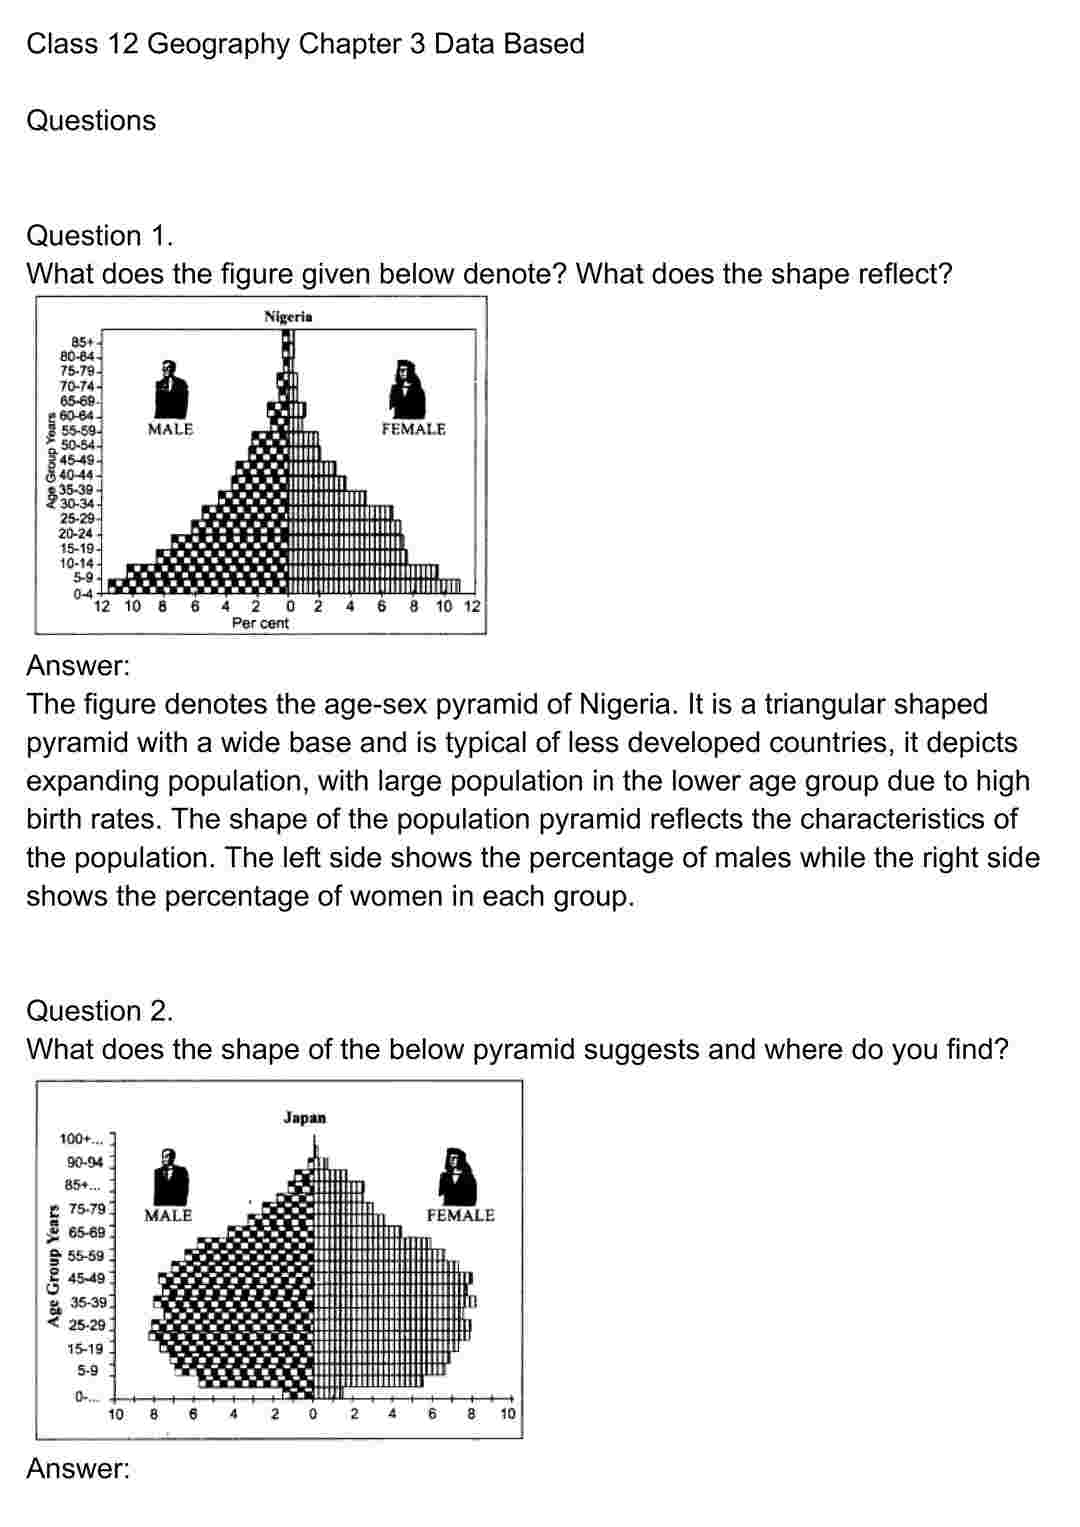 Class 12 Geography Chapter 3 Data Based
Questions
Question 1.
What does the figure given below denote? What does the shape reflect?
Nigeria
85+
80-84
75-79
70-74
65-69
60-64
55-59
50-54
45-49
40-44
35-39
30-34
25-29
20-24
15-19
10-14
5-9
0-4
Age Group Years
MALE
FEMALE
12 10 8 6 4 2 0 2 4 6 8 10 12
Per cent
Answer:
The figure denotes the age-sex pyramid of Nigeria. It is a triangular shaped
pyramid with a wide base and is typical of less developed countries, it depicts
expanding population, with large population in the lower age group due to high
birth rates. The shape of the population pyramid reflects the characteristics of
the population. The left side shows the percentage of males while the right side
shows the percentage of women in each group.
Question 2.
What does the shape of the below pyramid suggests and where do you find?
Japan
100+...
90-94
85+...
75-79
65-69
55-59
45-49
35-39
25-29
15-19
5-9
0-...
Age Group Years
MALE
FEMALE
10 8 6 4 2 0 2 4 6 8 10
Answer: